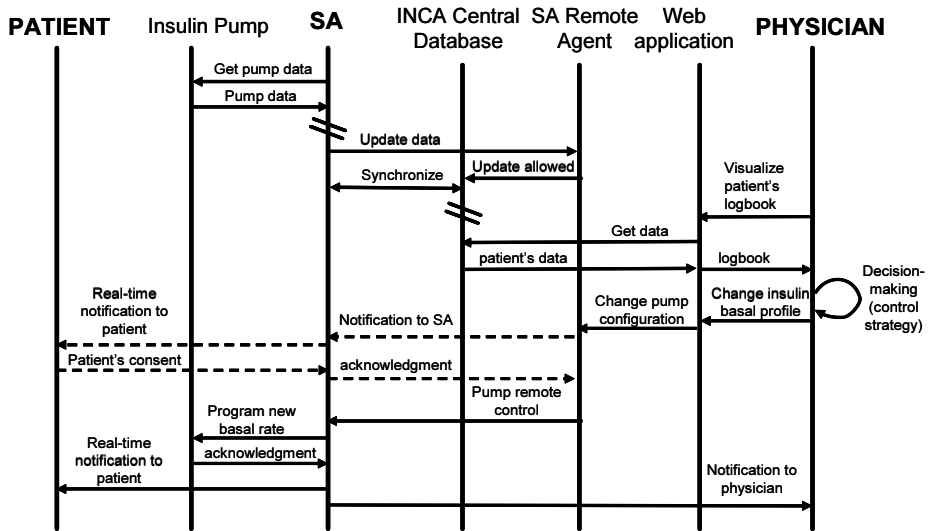 PATIENT
Insulin Pump
SA
INCA Central
Database
SA Remote
Agent
Web
application
PHYSICIAN
Get pump data
Pump data
Update data
Update allowed
Synchronize
Visualize
patient's
logbook
Get data
patient's data
logbook
Decision-
making
(control
strategy)
Change insulin
basal profile
Change pump
configuration
Notification to SA
Real-time
notification to
patient
Patient's consent
acknowledgment
Pump remote
control
Program new
basal rate
acknowledgment
Real-time
notification to
patient
Notification to
physician